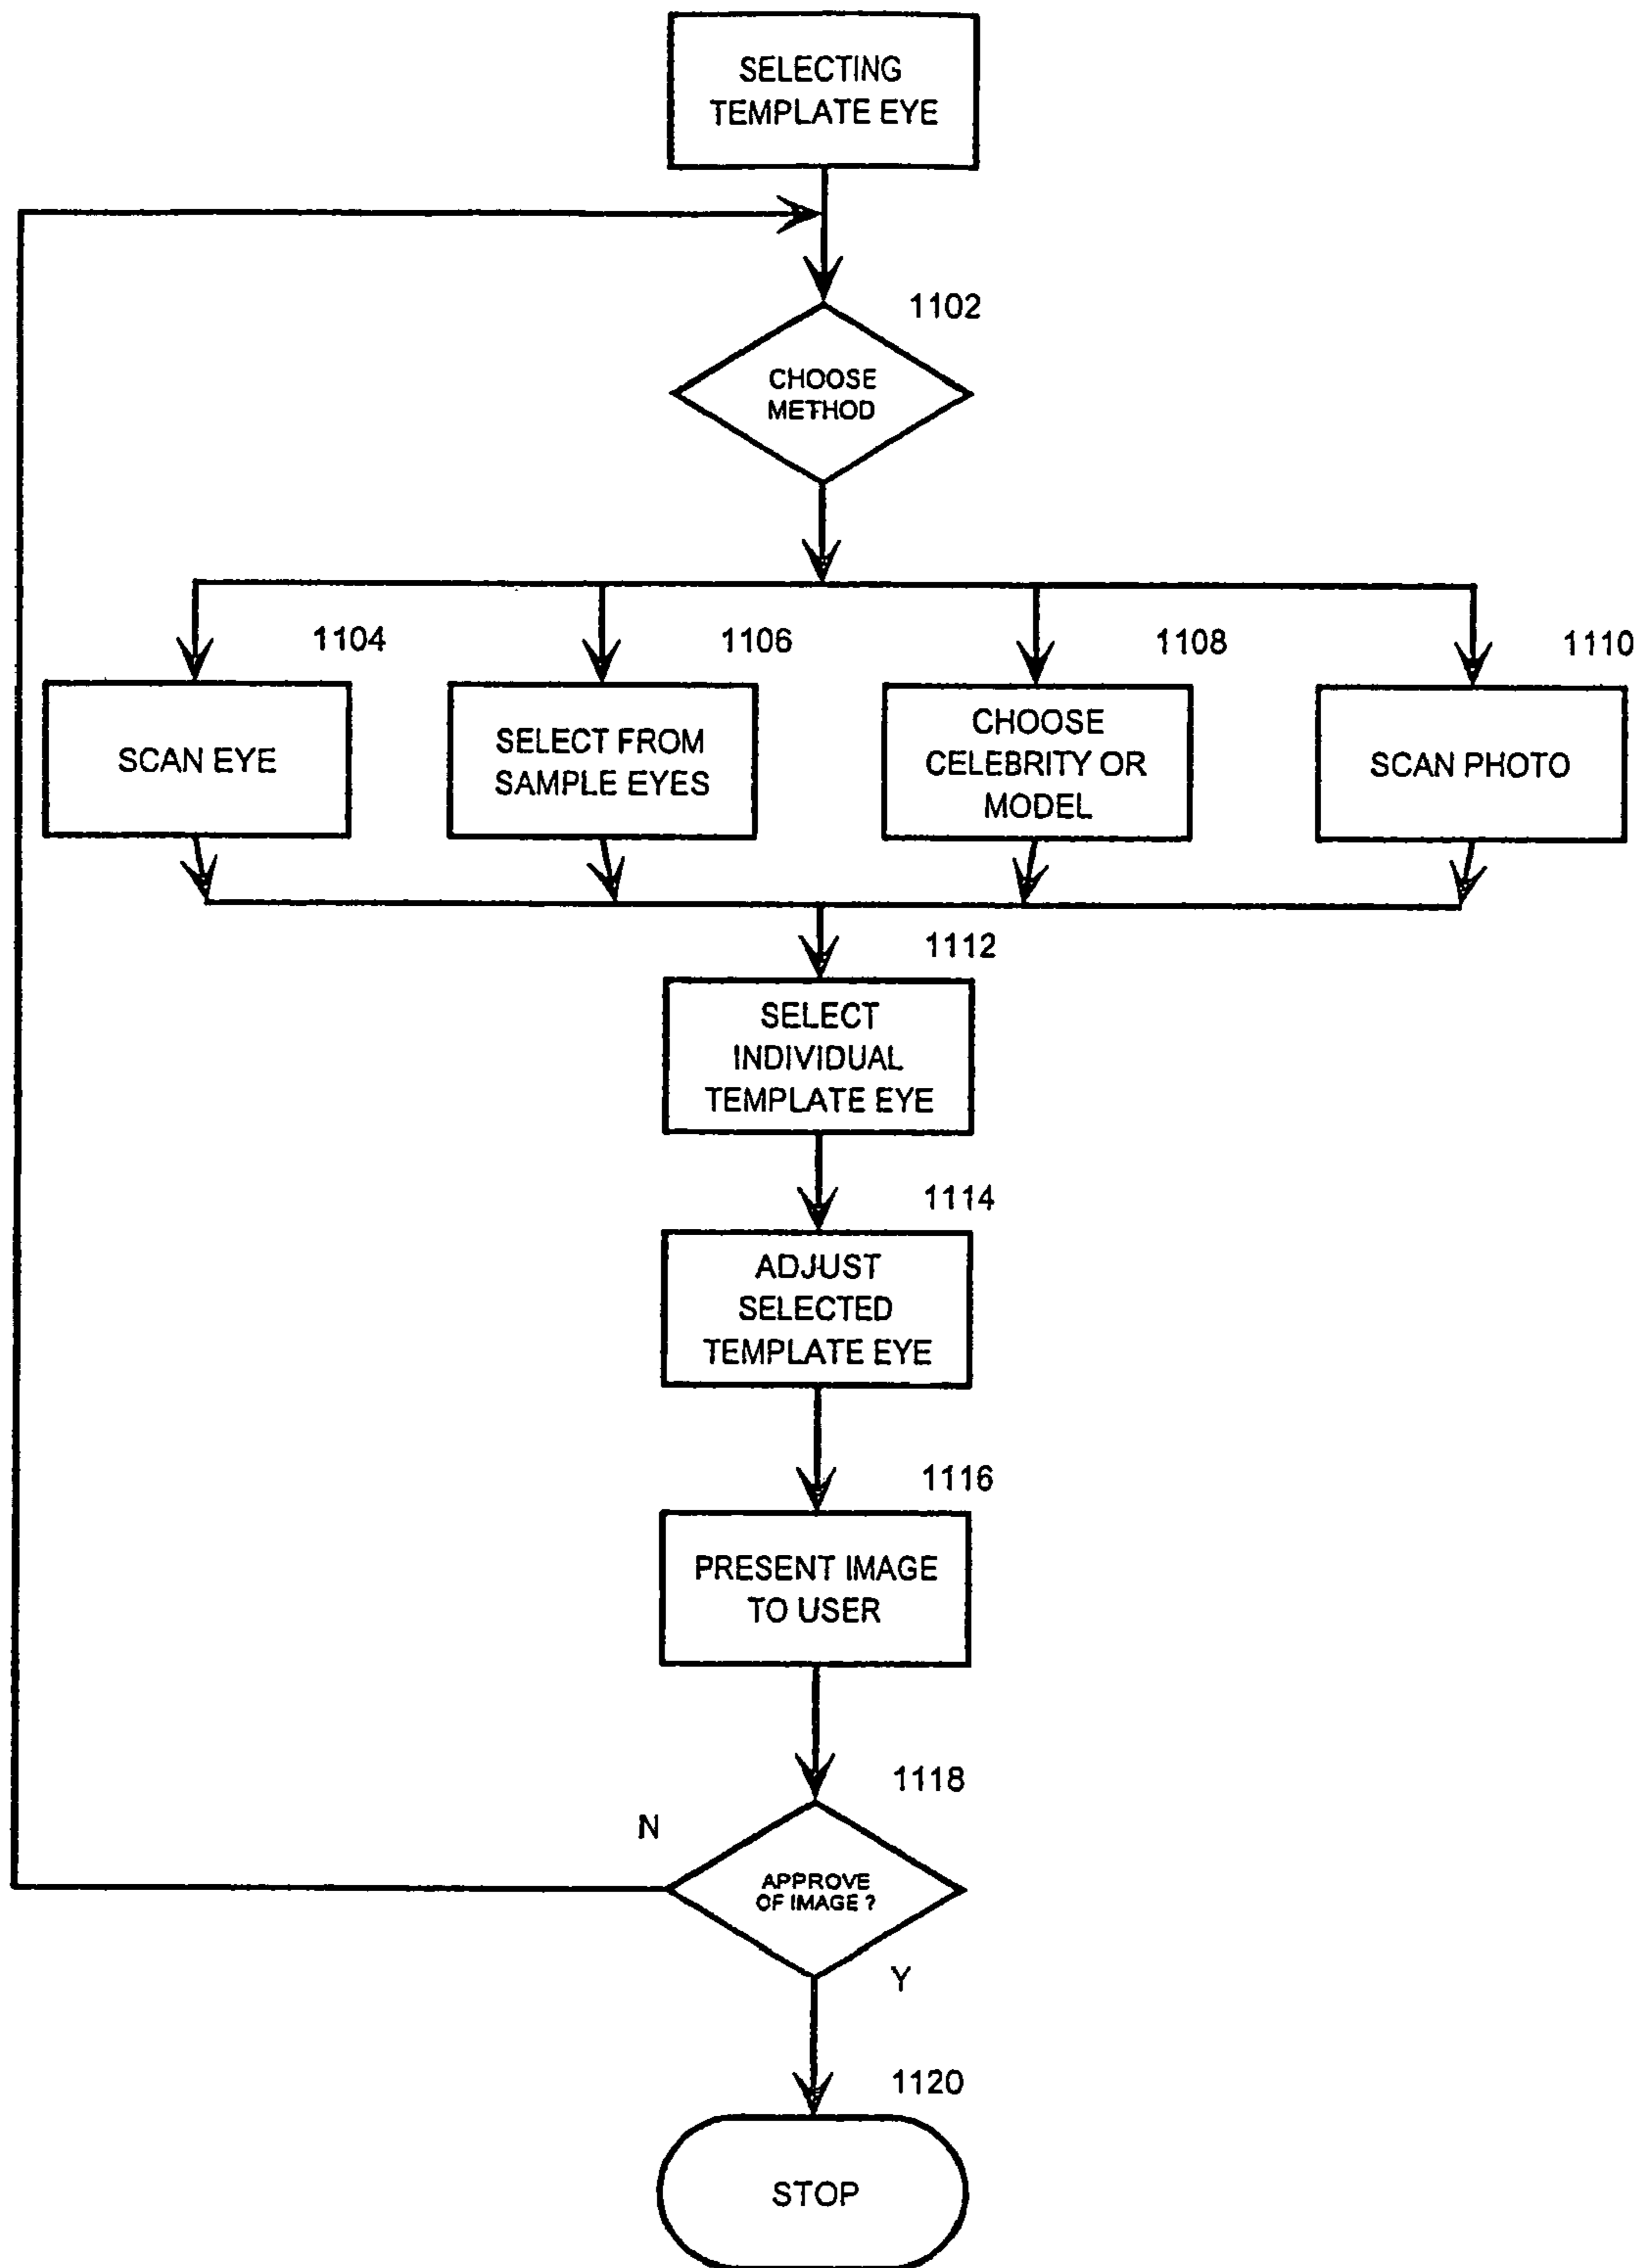 SELECTING
TEMPLATE EYE
1102
CHOOSE
METHOD
1104
1106
1108
1110
SCAN EYE
SELECT FROM
SAMPLE EYES
CHOOSE
CELEBRITY OR
MODEL
SCAN PHOTO
1112
SELECT
INDIVIDUAL
TEMPLATE EYE
1114
ADJUST
SELECTED
TEMPLATE EYE
1116
PRESENT IMAGE
TO USER
1118
N
APPROVE
OF IMAGE ?
Y
1120
STOP